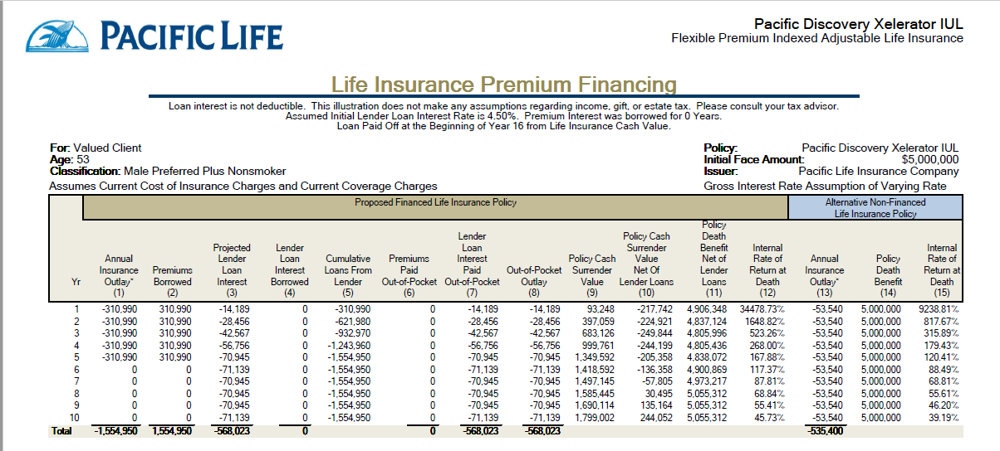 PACIFIC LIFE
Pacific Discovery Xelerator IUL
Flexible Premium Indexed Adjustable Life Insurance
Life Insurance Premium Financing
Loan interest is not deductible. This illustration does not make any assumptions regarding income, gift, or estate tax. Please consult your tax advisor.
Assumed Initial Lender Loan Interest Rate is 4.50%. Premium Interest was borrowed for 0 Years.
Loan Paid Off at the Beginning of Year 16 from Life Insurance Cash Value.
For: Valued Client
Age: 53
Classification: Male Preferred Plus Nonsmoker
Policy: Pacific Discovery Xelerator IUL
Initial Face Amount: $5,000,000
Issuer: Pacific Life Insurance Company
Assumes Current Cost of Insurance Charges and Current Coverage Charges
Gross Interest Rate Assumption of Varying Rate
Proposed Financed Life Insurance Policy
Alternative Non-Financed
Life Insurance Policy
Yr
Annual
Insurance
Outlay*
(1)
Premiums
Borrowed
(2)
Projected
Lender
Loan
Interest
(3)
Lender
Loan
Interest
Borrowed
(4)
Cumulative
Loans From
Lender
(5)
Premiums
Paid
Out-of-Pocket
(6)
Lender
Loan
Interest
Paid
Out-of-Pocket
(7)
Out-of-Pocket
Outlay
(8)
Policy Cash
Surrender
Value
(9)
Policy Cash
Surrender
Value
Net Of
Lender Loans
(10)
Policy
Death
Benefit
Net of
Lender
Loans
(11)
Internal
Rate of
Return at
Death
(12)
Annual
Insurance
Outlay*
(13)
Policy
Death
Benefit
(14)
Internal
Rate of
Return at
Death
(15)
1 -310,990 310,990 -14,189 0 -310,990 0 -14,189 -14,189 93,248 -217,742 4,906,348 34478.73% -53,540 5,000,000 9238.81%
2 -310,990 310,990 -28,456 0 -621,980 0 -28,456 -28,456 397,059 -224,921 4,837,124 1648.82% -53,540 5,000,000 817.67%
3 -310,990 310,990 -42,567 0 -932,970 0 -42,567 -42,567 683,126 -249,844 4,805,996 523.26% -53,540 5,000,000 315.89%
4 -310,990 310,990 -56,756 0 -1,243,960 0 -56,756 -56,756 999,761 -244,199 4,805,436 268.00% -53,540 5,000,000 179.43%
5 -310,990 310,990 -70,945 0 -1,554,950 0 -70,945 -70,945 1,349,592 -205,358 4,838,072 167.88% -53,540 5,000,000 120.41%
6 0 0 -71,139 0 -1,554,950 0 -71,139 -71,139 1,418,592 -136,358 4,900,869 117.37% -53,540 5,000,000 88.49%
7 0 0 -70,945 0 -1,554,950 0 -70,945 -70,945 1,497,145 -57,805 4,973,217 87.81% -53,540 5,000,000 68.81%
8 0 0 -70,945 0 -1,554,950 0 -70,945 -70,945 1,585,445 30,495 5,055,312 68.84% -53,540 5,000,000 55.61%
9 0 0 -70,945 0 -1,554,950 0 -70,945 -70,945 1,690,114 135,164 5,055,312 55.41% -53,540 5,000,000 46.20%
10 0 0 -71,139 0 -1,554,950 0 -71,139 -71,139 1,799,002 244,052 5,055,312 45.73% -53,540 5,000,000 39.19%
Total -1,554,950 1,554,950 -568,023 0 0 -568,023 -568,023 -535,400